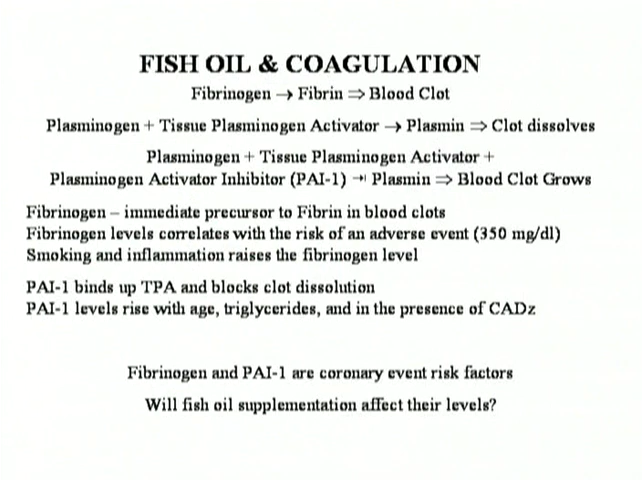 FISH OIL & COAGULATION
Fibrinogen → Fibrin ⇒ Blood Clot
Plasminogen + Tissue Plasminogen Activator → Plasmin ⇒ Clot dissolves
Plasminogen + Tissue Plasminogen Activator +
Plasminogen Activator Inhibitor (PAI-1) ⇥ Plasmin ⇒ Blood Clot Grows
Fibrinogen – immediate precursor to Fibrin in blood clots
Fibrinogen levels correlates with the risk of an adverse event (350 mg/dl)
Smoking and inflammation raises the fibrinogen level
PAI-1 binds up TPA and blocks clot dissolution
PAI-1 levels rise with age, triglycerides, and in the presence of CADz
Fibrinogen and PAI-1 are coronary event risk factors
Will fish oil supplementation affect their levels?